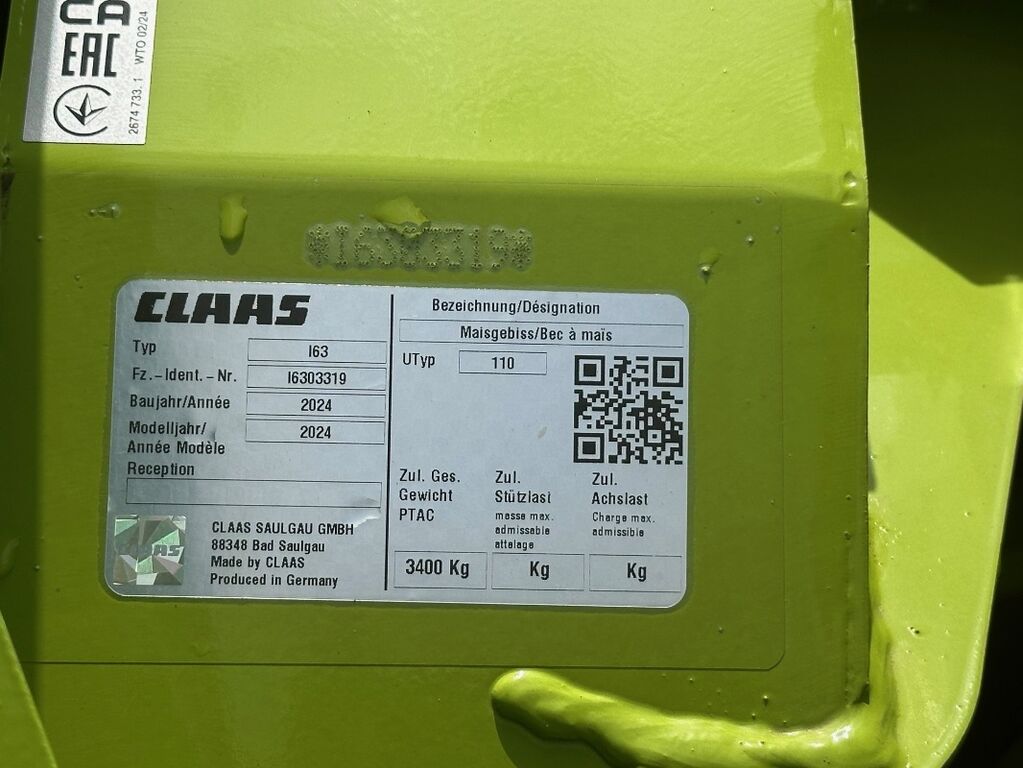 CA
EAC
2674 733. 1 WTO 02/24
*I6303319*
CLAAS
Typ I63
Fz.-Ident.-Nr. I6303319
Baujahr/Année 2024
Modelljahr/
Année Modèle 2024
Reception
CLAAS
CLAAS SAULGAU GMBH
88348 Bad Saulgau
Made by CLAAS
Produced in Germany
Bezeichnung/Désignation
Maisgebiss/Bec à maïs
UTyp 110
Zul. Ges.
Gewicht
PTAC
3400 Kg
Zul.
Stützlast
masse max.
admissable
attelage
Kg
Zul.
Achslast
Charge max.
admissible
Kg